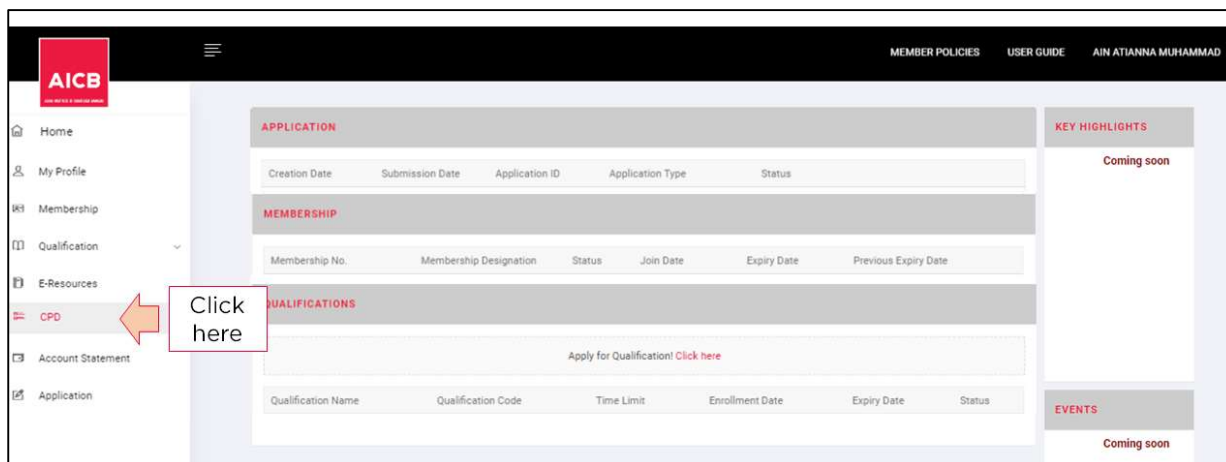 MEMBER POLICIES USER GUIDE AIN ATIANNA MUHAMMAD
AICB
Home
My Profile
Membership
Qualification
E-Resources
CPD
Account Statement
Application
Click
here
APPLICATION
Creation Date Submission Date Application ID Application Type Status
MEMBERSHIP
Membership No. Membership Designation Status Join Date Expiry Date Previous Expiry Date
QUALIFICATIONS
Apply for Qualification! Click here
Qualification Name Qualification Code Time Limit Enrollment Date Expiry Date Status
KEY HIGHLIGHTS
Coming soon
EVENTS
Coming soon